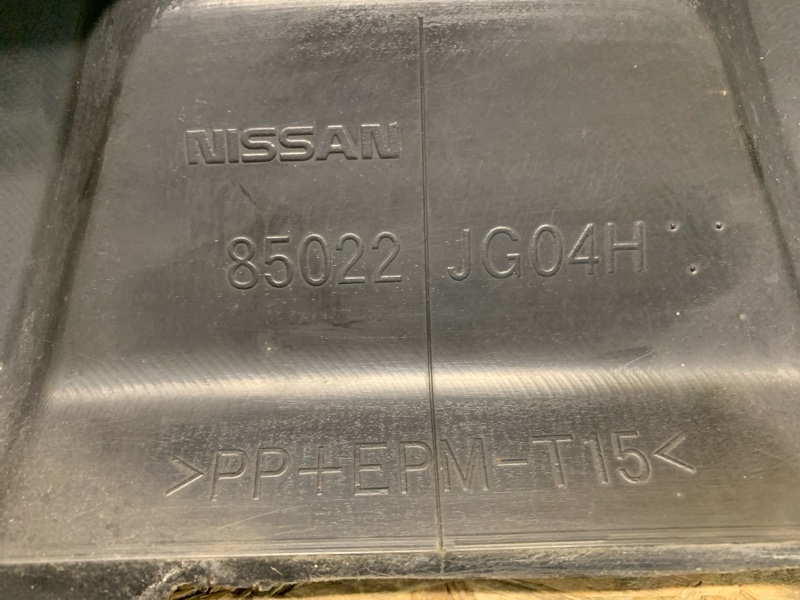 NISSAN
85022 JG04H
>PP+EPM-T15<